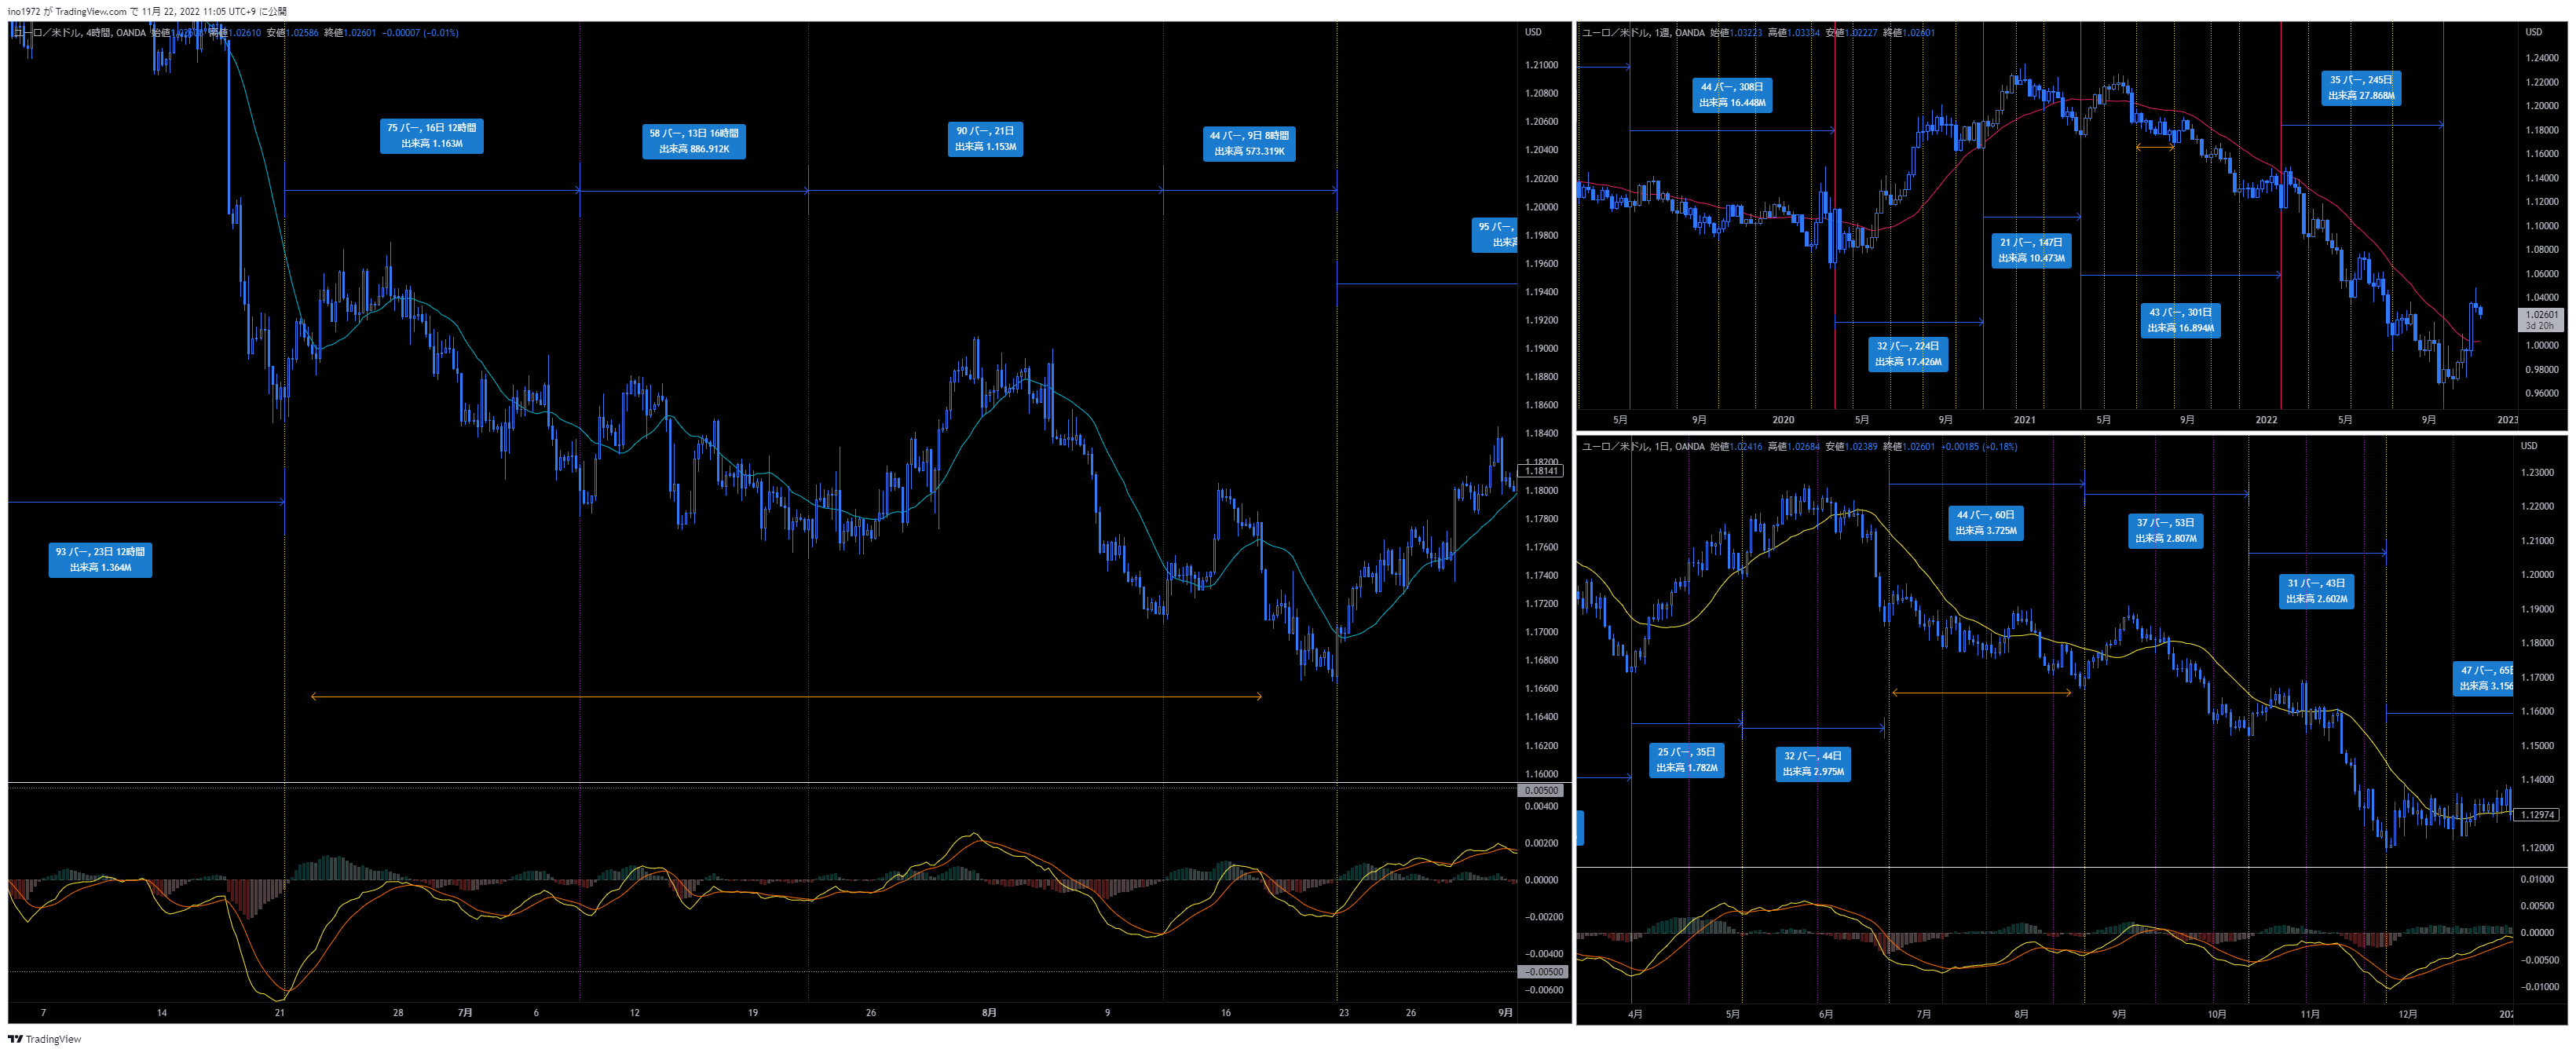 ino1972 が TradingView.com で 11月 22, 2022 11:05 UTC+9 に公開
ユーロ／米ドル, 4時間, OANDA 始値 高値1.02610 安値1.02586 終値1.02601 −0.00007 (−0.01%)
USD
1.21000
1.20800
1.20600
1.20400
1.20200
1.20000
1.19800
1.19600
1.19400
1.19200
1.19000
1.18800
1.18600
1.18400
1.18200
1.18141
1.18000
1.17800
1.17600
1.17400
1.17200
1.17000
1.16800
1.16600
1.16400
1.16200
1.16000
75 バー, 16日 12時間
出来高 1.163M
58 バー, 13日 16時間
出来高 886.912K
90 バー, 21日
出来高 1.153M
44 バー, 9日 8時間
出来高 573.319K
95 バー,
出来高
93 バー, 23日 12時間
出来高 1.364M
0.00500
0.00400
0.00200
0.00000
−0.00200
−0.00400
−0.00500
−0.00600
7 14 21 28 7月 6 12 19 26 8月 9 16 23 26 9月
ユーロ／米ドル, 1週, OANDA 始値1.03223 高値1.03334 安値1.02227 終値1.02601
USD
1.24000
1.22000
1.20000
1.18000
1.16000
1.14000
1.12000
1.10000
1.08000
1.06000
1.04000
1.02601
3d 20h
1.00000
0.98000
0.96000
44 バー, 308日
出来高 16.448M
35 バー, 245日
出来高 27.868M
21 バー, 147日
出来高 10.473M
43 バー, 301日
出来高 16.894M
32 バー, 224日
出来高 17.426M
5月 9月 2020 5月 9月 2021 5月 9月 2022 5月 9月 2023
ユーロ／米ドル, 1日, OANDA 始値1.02416 高値1.02684 安値1.02389 終値1.02601 +0.00185 (+0.18%)
USD
1.23000
1.22000
1.21000
1.20000
1.19000
1.18000
1.17000
1.16000
1.15000
1.14000
1.12974
1.12000
44 バー, 60日
出来高 3.725M
37 バー, 53日
出来高 2.807M
31 バー, 43日
出来高 2.602M
47 バー, 65日
出来高 3.156
25 バー, 35日
出来高 1.782M
32 バー, 44日
出来高 2.975M
0.01000
0.00500
0.00000
−0.00500
−0.01000
4月 5月 6月 7月 8月 9月 10月 11月 12月 202
TradingView